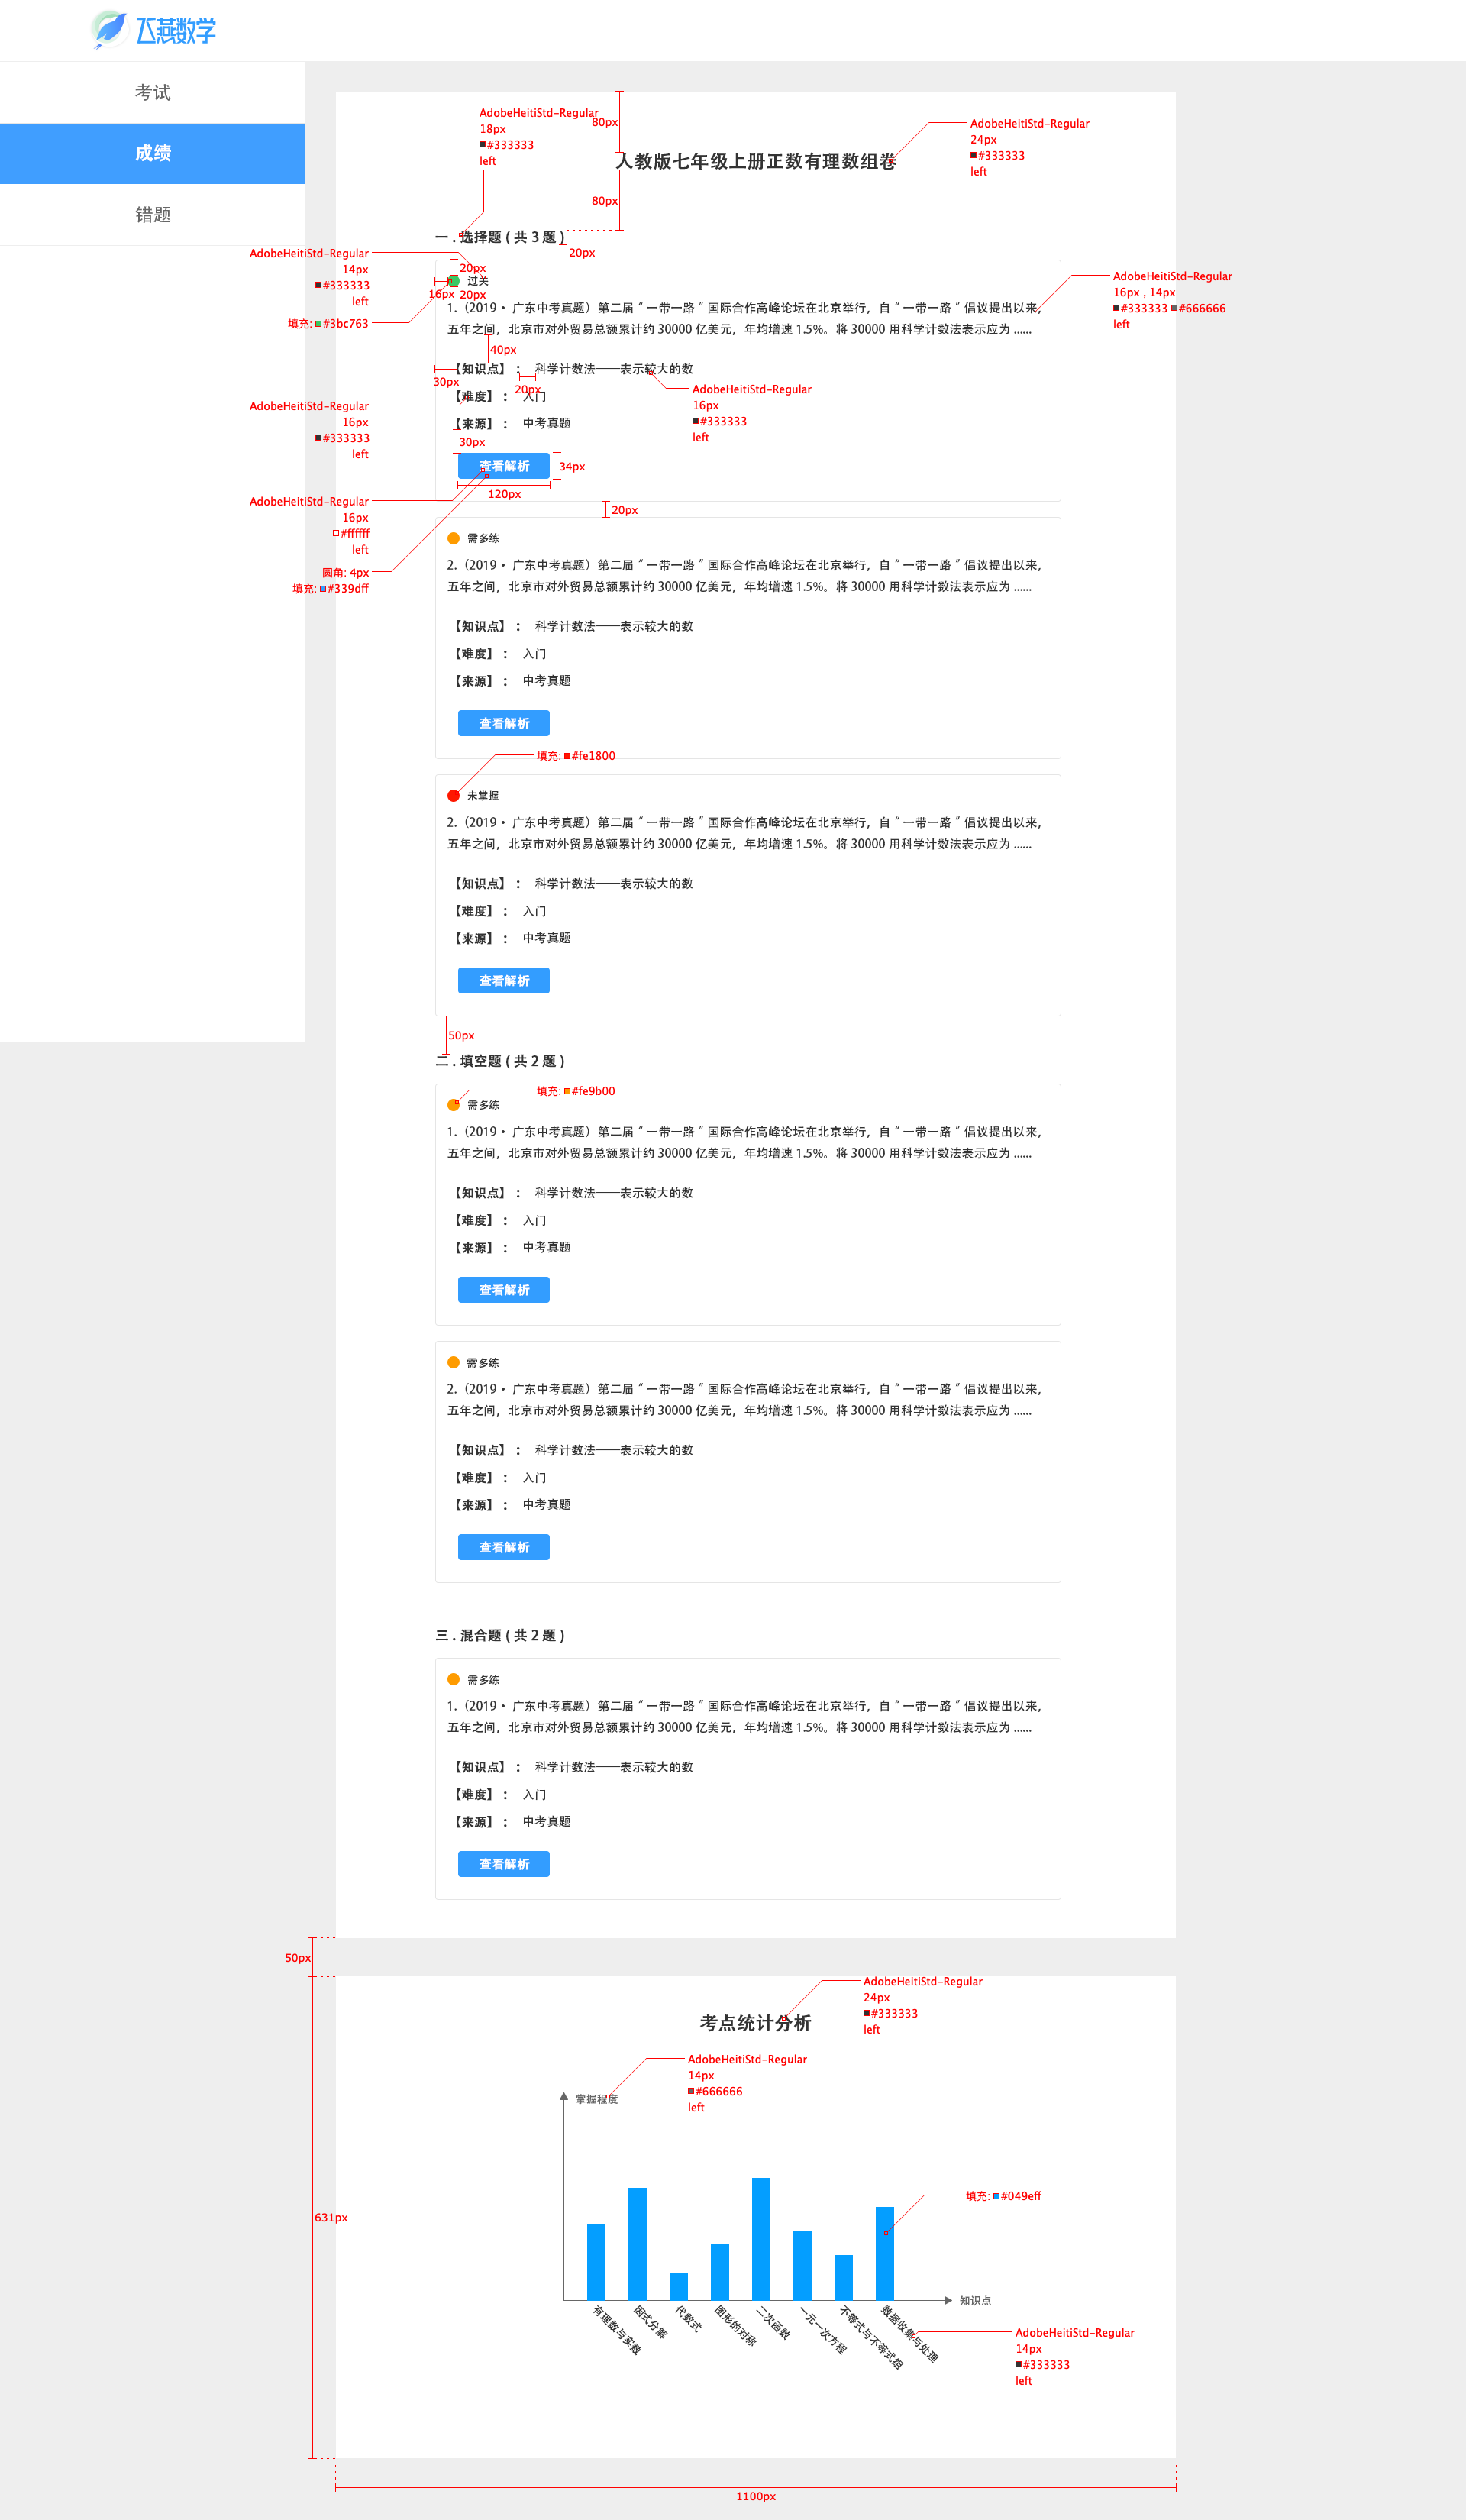 飞燕数学
考试
成绩
错题
AdobeHeitiStd-Regular
18px
#333333
left
80px
人教版七年级上册正数有理数组卷
AdobeHeitiStd-Regular
24px
#333333
left
80px
一 . 选择题 ( 共 3 题 )
20px
AdobeHeitiStd-Regular
14px
#333333
left
填充: #3bc763
20px
过关
16px 20px
AdobeHeitiStd-Regular
16px , 14px
#333333 #666666
left
1.（2019 • 广东中考真题）第二届 “ 一带一路 ” 国际合作高峰论坛在北京举行，自 “ 一带一路 ” 倡议提出以来，
五年之间，北京市对外贸易总额累计约 30000 亿美元，年均增速 1.5%。将 30000 用科学计数法表示应为 ......
40px
【知识点】： 科学计数法——表示较大的数
30px
20px
AdobeHeitiStd-Regular
16px
#333333
left
【难度】： 入门
AdobeHeitiStd-Regular
16px
#333333
left
【来源】： 中考真题
30px
查看解析
34px
120px
AdobeHeitiStd-Regular
16px
#ffffff
left
圆角: 4px
填充: #339dff
20px
需多练
2.（2019 • 广东中考真题）第二届 “ 一带一路 ” 国际合作高峰论坛在北京举行，自 “ 一带一路 ” 倡议提出以来，
五年之间，北京市对外贸易总额累计约 30000 亿美元，年均增速 1.5%。将 30000 用科学计数法表示应为 ......
【知识点】： 科学计数法——表示较大的数
【难度】： 入门
【来源】： 中考真题
查看解析
填充: #fe1800
未掌握
2.（2019 • 广东中考真题）第二届 “ 一带一路 ” 国际合作高峰论坛在北京举行，自 “ 一带一路 ” 倡议提出以来，
五年之间，北京市对外贸易总额累计约 30000 亿美元，年均增速 1.5%。将 30000 用科学计数法表示应为 ......
【知识点】： 科学计数法——表示较大的数
【难度】： 入门
【来源】： 中考真题
查看解析
50px
二 . 填空题 ( 共 2 题 )
填充: #fe9b00
需多练
1.（2019 • 广东中考真题）第二届 “ 一带一路 ” 国际合作高峰论坛在北京举行，自 “ 一带一路 ” 倡议提出以来，
五年之间，北京市对外贸易总额累计约 30000 亿美元，年均增速 1.5%。将 30000 用科学计数法表示应为 ......
【知识点】： 科学计数法——表示较大的数
【难度】： 入门
【来源】： 中考真题
查看解析
需多练
2.（2019 • 广东中考真题）第二届 “ 一带一路 ” 国际合作高峰论坛在北京举行，自 “ 一带一路 ” 倡议提出以来，
五年之间，北京市对外贸易总额累计约 30000 亿美元，年均增速 1.5%。将 30000 用科学计数法表示应为 ......
【知识点】： 科学计数法——表示较大的数
【难度】： 入门
【来源】： 中考真题
查看解析
三 . 混合题 ( 共 2 题 )
需多练
1.（2019 • 广东中考真题）第二届 “ 一带一路 ” 国际合作高峰论坛在北京举行，自 “ 一带一路 ” 倡议提出以来，
五年之间，北京市对外贸易总额累计约 30000 亿美元，年均增速 1.5%。将 30000 用科学计数法表示应为 ......
【知识点】： 科学计数法——表示较大的数
【难度】： 入门
【来源】： 中考真题
查看解析
50px
AdobeHeitiStd-Regular
24px
#333333
left
考点统计分析
AdobeHeitiStd-Regular
14px
#666666
left
掌握程度
填充: #049eff
631px
知识点
有理数与实数
因式分解
代数式
图形的对称
二次函数
一元一次方程
不等式与不等式组
数据收集与处理
AdobeHeitiStd-Regular
14px
#333333
left
1100px